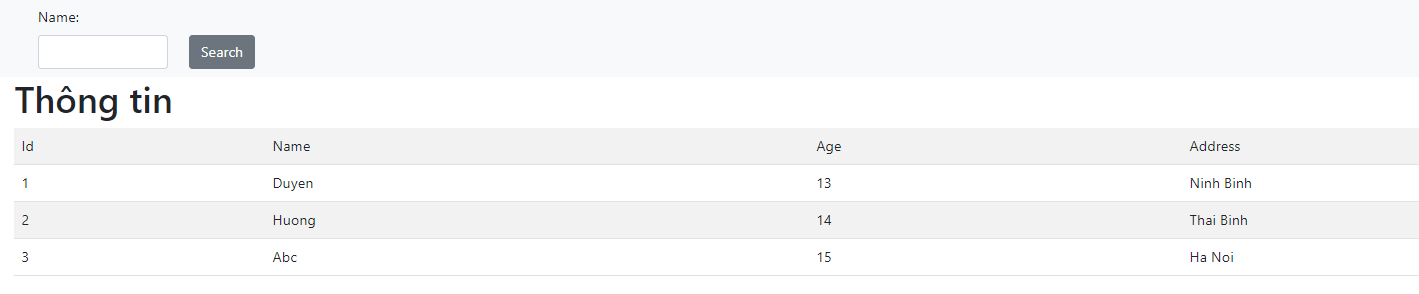 Name:
Search
Thông tin
Id Name Age Address
1 Duyen 13 Ninh Binh
2 Huong 14 Thai Binh
3 Abc 15 Ha Noi